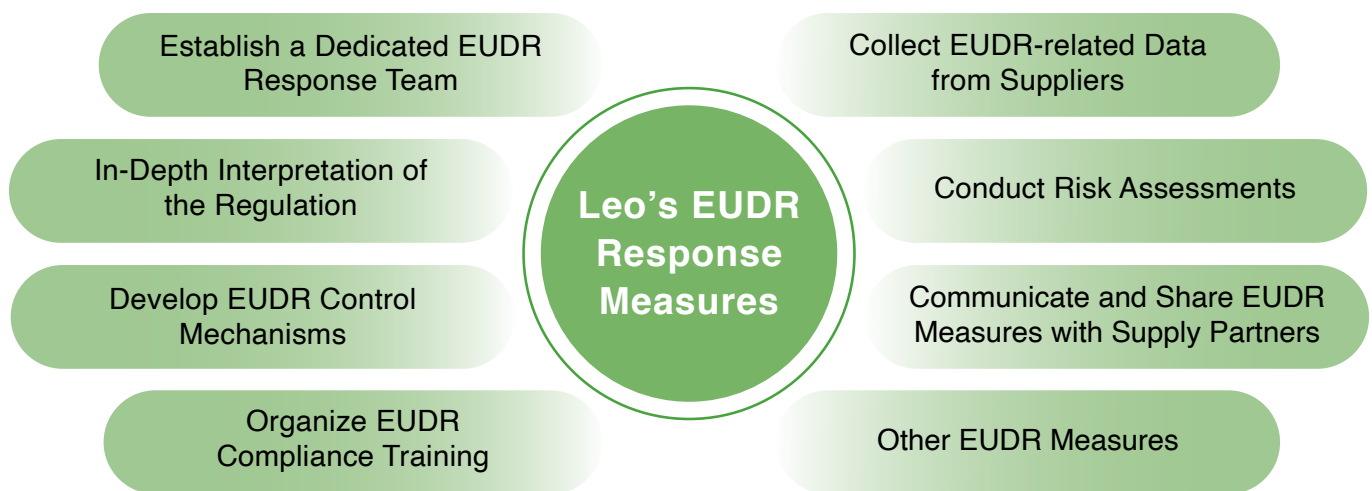 Establish a Dedicated EUDR
Response Team
In-Depth Interpretation of
the Regulation
Develop EUDR Control
Mechanisms
Organize EUDR
Compliance Training
Leo’s EUDR
Response
Measures
Collect EUDR-related Data
from Suppliers
Conduct Risk Assessments
Communicate and Share EUDR
Measures with Supply Partners
Other EUDR Measures